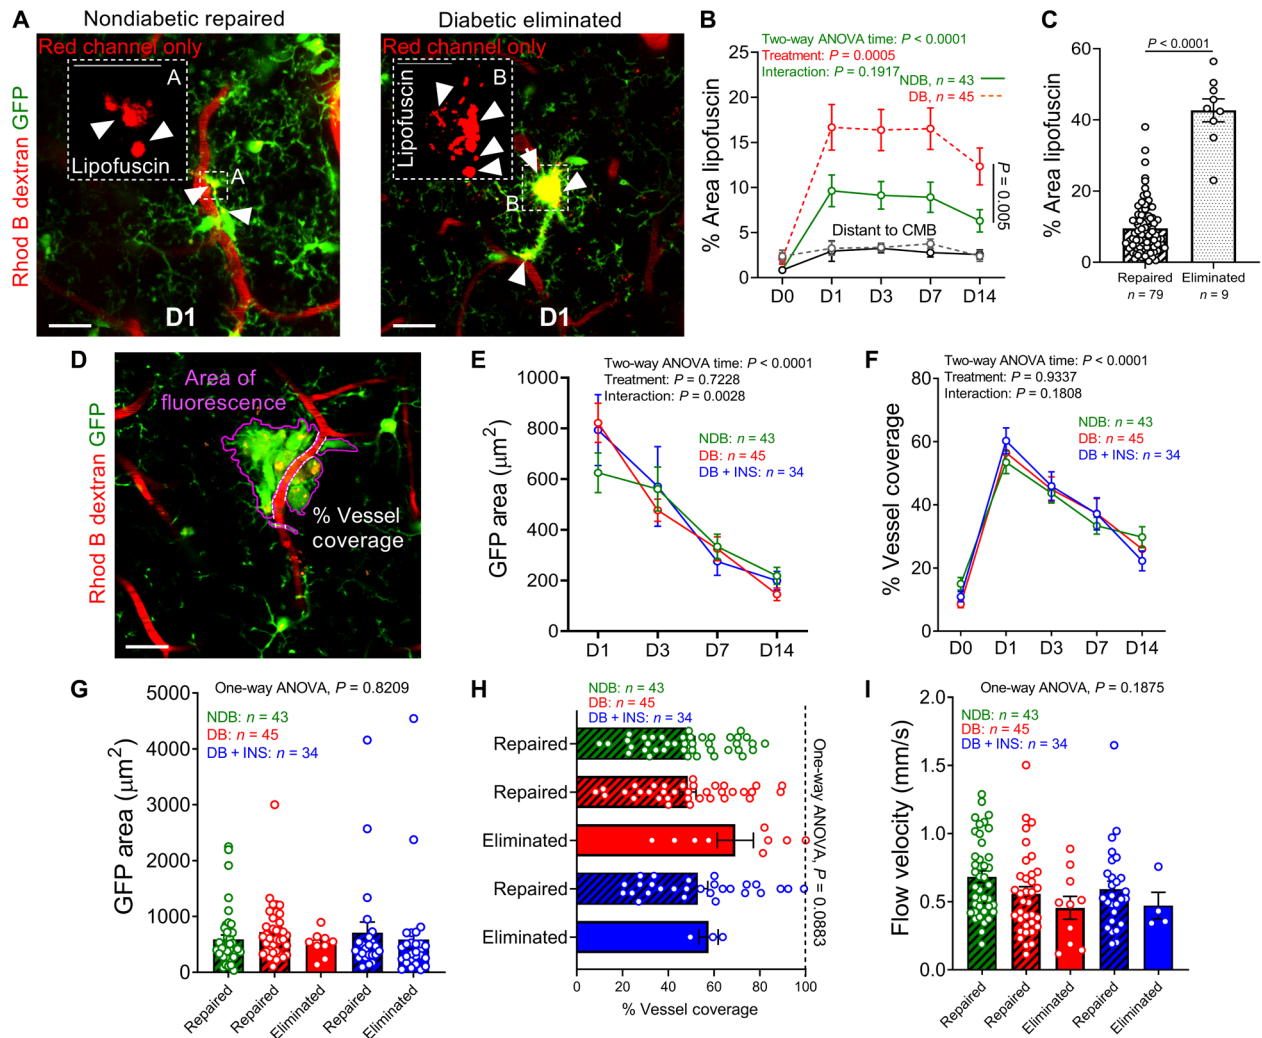 A
Nondiabetic repaired
Diabetic eliminated
Rhod B dextran GFP
Red channel only
A
Lipofuscin
A
D1
Red channel only
B
Lipofuscin
B
D1
B
Two-way ANOVA time: P < 0.0001
Treatment: P = 0.0005
Interaction: P = 0.1917
NDB, n = 43
DB, n = 45
% Area lipofuscin
25
20
15
10
5
0
Distant to CMB
P = 0.005
D0 D1 D3 D7 D14
C
P < 0.0001
% Area lipofuscin
60
40
20
0
Repaired Eliminated
n = 79 n = 9
D
Rhod B dextran GFP
Area of
fluorescence
% Vessel
coverage
E
Two-way ANOVA time: P < 0.0001
Treatment: P = 0.7228
Interaction: P = 0.0028
NDB: n = 43
DB: n = 45
DB + INS: n = 34
GFP area (µm2)
1000
800
600
400
200
0
D1 D3 D7 D14
F
Two-way ANOVA time: P < 0.0001
Treatment: P = 0.9337
Interaction: P = 0.1808
NDB: n = 43
DB: n = 45
DB + INS: n = 34
% Vessel coverage
80
60
40
20
0
D0 D1 D3 D7 D14
G
One-way ANOVA, P = 0.8209
NDB: n = 43
DB: n = 45
DB + INS: n = 34
GFP area (µm2)
5000
4000
3000
2000
1000
0
Repaired Repaired Eliminated Repaired Eliminated
H
NDB: n = 43
DB: n = 45
DB + INS: n = 34
Repaired
Repaired
Eliminated
Repaired
Eliminated
One-way ANOVA, P = 0.0883
0 20 40 60 80 100
% Vessel coverage
I
One-way ANOVA, P = 0.1875
NDB: n = 43
DB: n = 45
DB + INS: n = 34
Flow velocity (mm/s)
2.0
1.5
1.0
0.5
0.0
Repaired Repaired Eliminated Repaired Eliminated